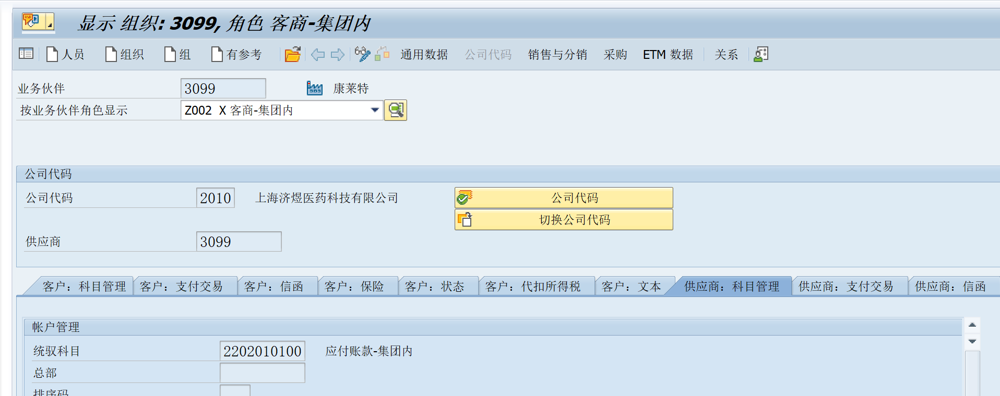 显示 组织: 3099, 角色 客商-集团内
人员 组织 组 有参考 通用数据 公司代码 销售与分销 采购 ETM 数据 关系
业务伙伴 3099 康莱特
按业务伙伴角色显示 Z002 X 客商-集团内
公司代码
公司代码 2010 上海济煜医药科技有限公司 公司代码
切换公司代码
供应商 3099
客户：科目管理 客户：支付交易 客户：信函 客户：保险 客户：状态 客户：代扣所得税 客户：文本 供应商：科目管理 供应商：支付交易 供应商：信函
帐户管理
统驭科目 2202010100 应付账款-集团内
总部
排序码